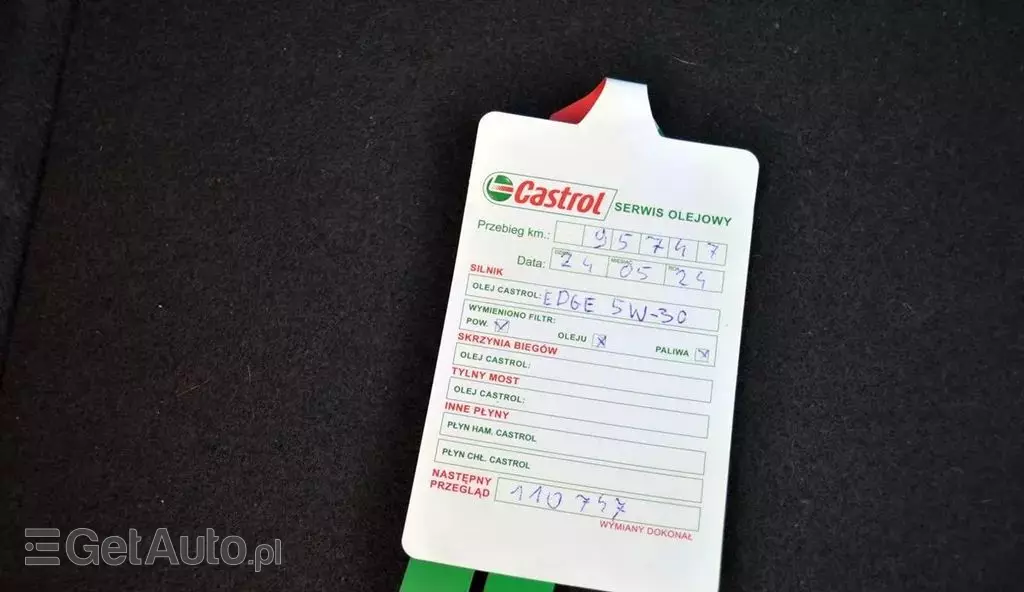 Castrol SERWIS OLEJOWY
Przebieg km.: 95747
Data: 24 05 24
SILNIK
OLEJ CASTROL: EDGE 5W-30
WYMIENIONO FILTR:
POW. OLEJU PALIWA
SKRZYNIA BIEGÓW
OLEJ CASTROL:
TYLNY MOST
OLEJ CASTROL:
INNE PŁYNY
PŁYN HAM. CASTROL
PŁYN CHŁ. CASTROL
NASTĘPNY
PRZEGLĄD 110 747
WYMIANY DOKONAŁ
GetAuto.pl